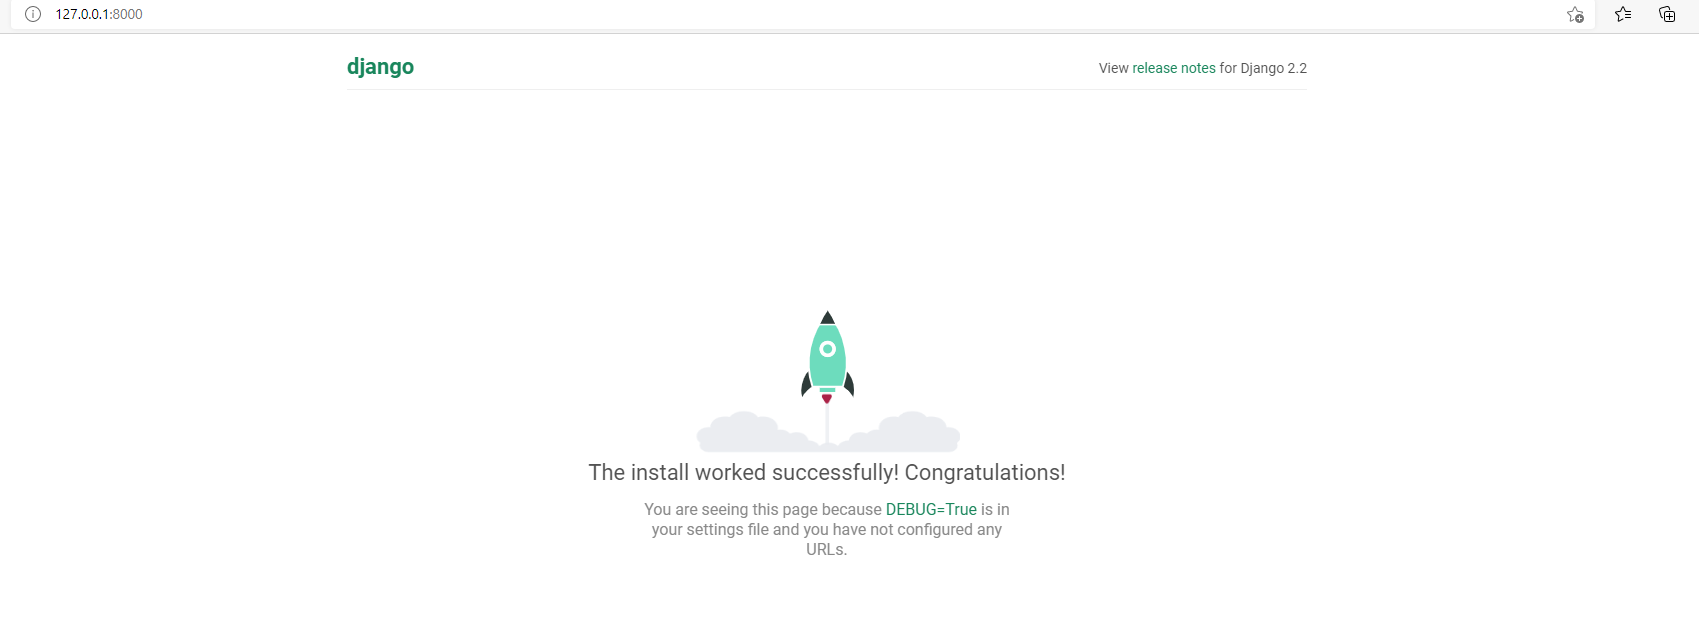 127.0.0.1:8000
django
View release notes for Django 2.2
The install worked successfully! Congratulations!
You are seeing this page because DEBUG=True is in
your settings file and you have not configured any
URLs.